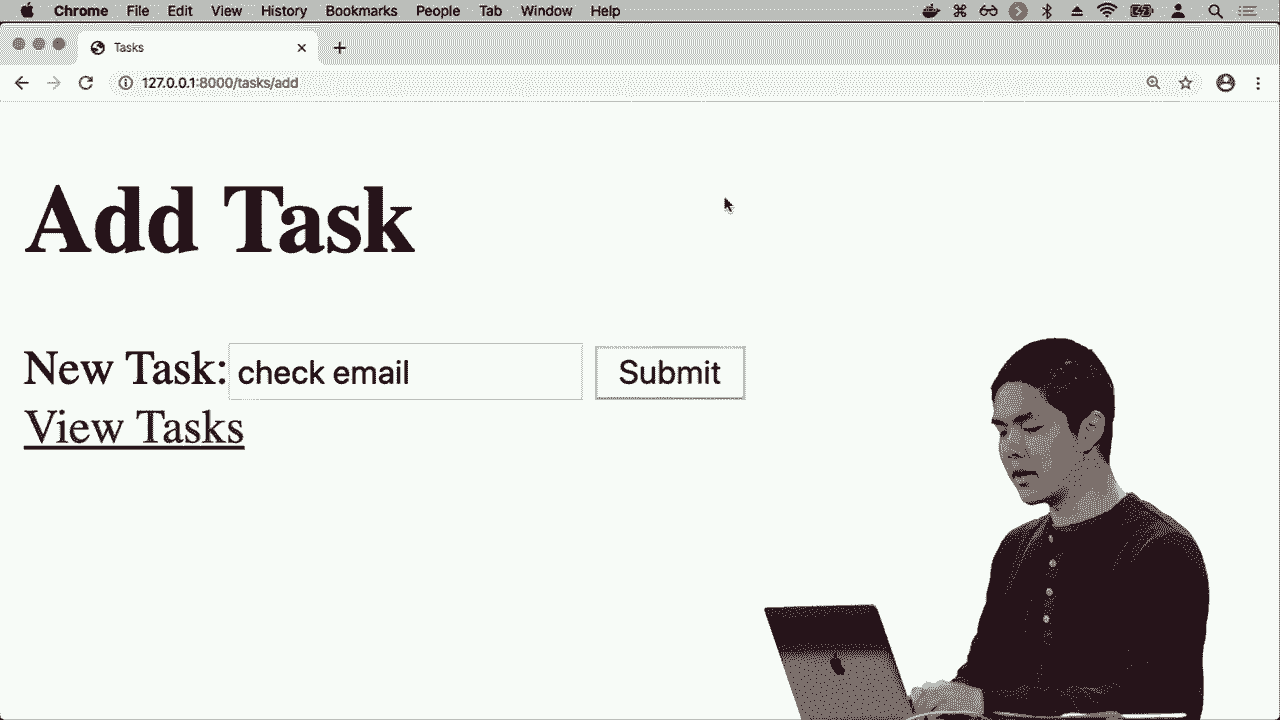 Chrome File Edit View History Bookmarks People Tab Window Help
Tasks
127.0.0.1:8000/tasks/add
Add Task
New Task: check email Submit
View Tasks